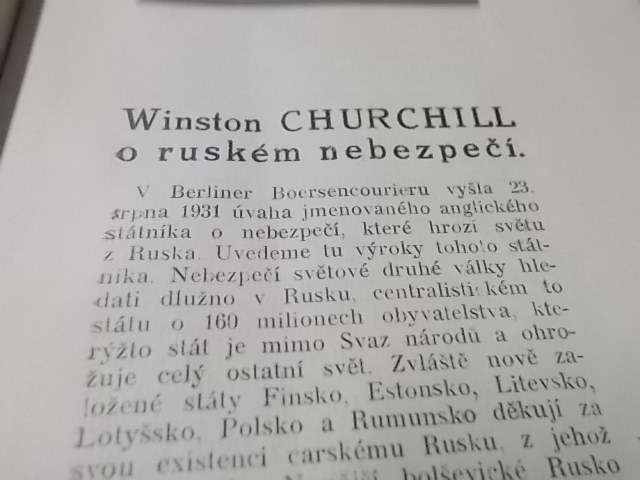 Winston CHURCHILL
o ruském nebezpečí.
V Berliner Boersencourieru vyšla 23.
srpna 1931 úvaha jmenovaného anglického
státníka o nebezpečí, které hrozí světu
z Ruska. Uvedeme tu výroky tohoto stát-
níka. Nebezpečí světové druhé války hle-
dati dlužno v Rusku, centralistickém to
státu o 160 milionech obyvatelstva, kte-
rýžto stát je mimo Svaz národů a ohro-
žuje celý ostatní svět. Zvláště nově za-
ložené státy Finsko, Estonsko, Litevsko,
Lotyšsko, Polsko a Rumunsko děkují za
svou existenci carskému Rusku, z jehož
bolševické Rusko